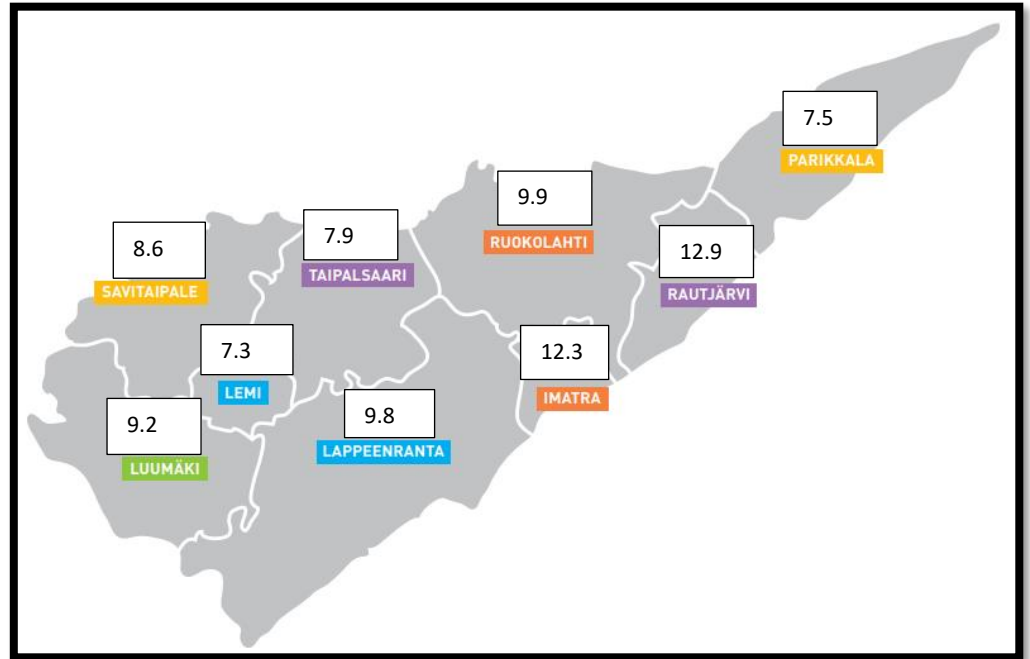 7.5
PARIKKALA
9.9
RUOKOLAHTI
7.9
TAIPALSAARI
8.6
SAVITAIPALE
12.9
RAUTJÄRVI
7.3
LEMI
12.3
IMATRA
9.8
LAPPEENRANTA
9.2
LUUMÄKI